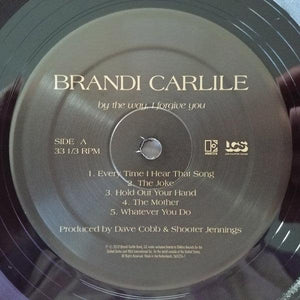 BRANDI CARLILE
by the way, I forgive you
SIDE A
33 1/3 RPM
LCS
1. Every Time I Hear That Song
2. The Joke
3. Hold Out Your Hand
4. The Mother
5. Whatever You Do
Produced by Dave Cobb & Shooter Jennings